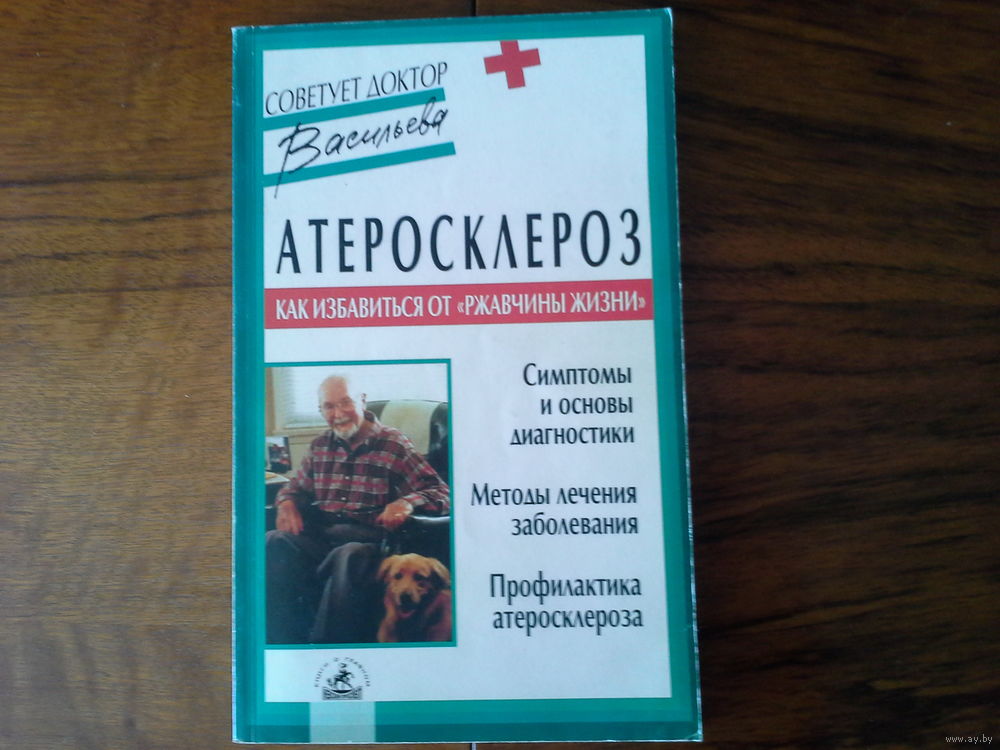 СОВЕТУЕТ ДОКТОР
Васильева
АТЕРОСКЛЕРОЗ
КАК ИЗБАВИТЬСЯ ОТ «РЖАВЧИНЫ ЖИЗНИ»
Симптомы
и основы
диагностики
Методы лечения
заболевания
Профилактика
атеросклероза
www.ay.by